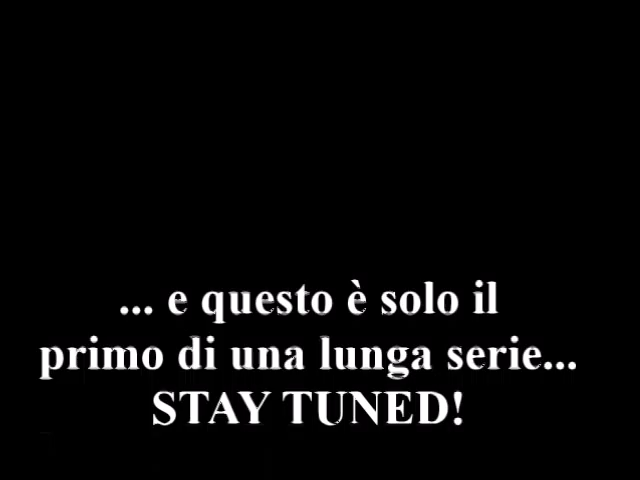 ... e questo è solo il
primo di una lunga serie...
STAY TUNED!